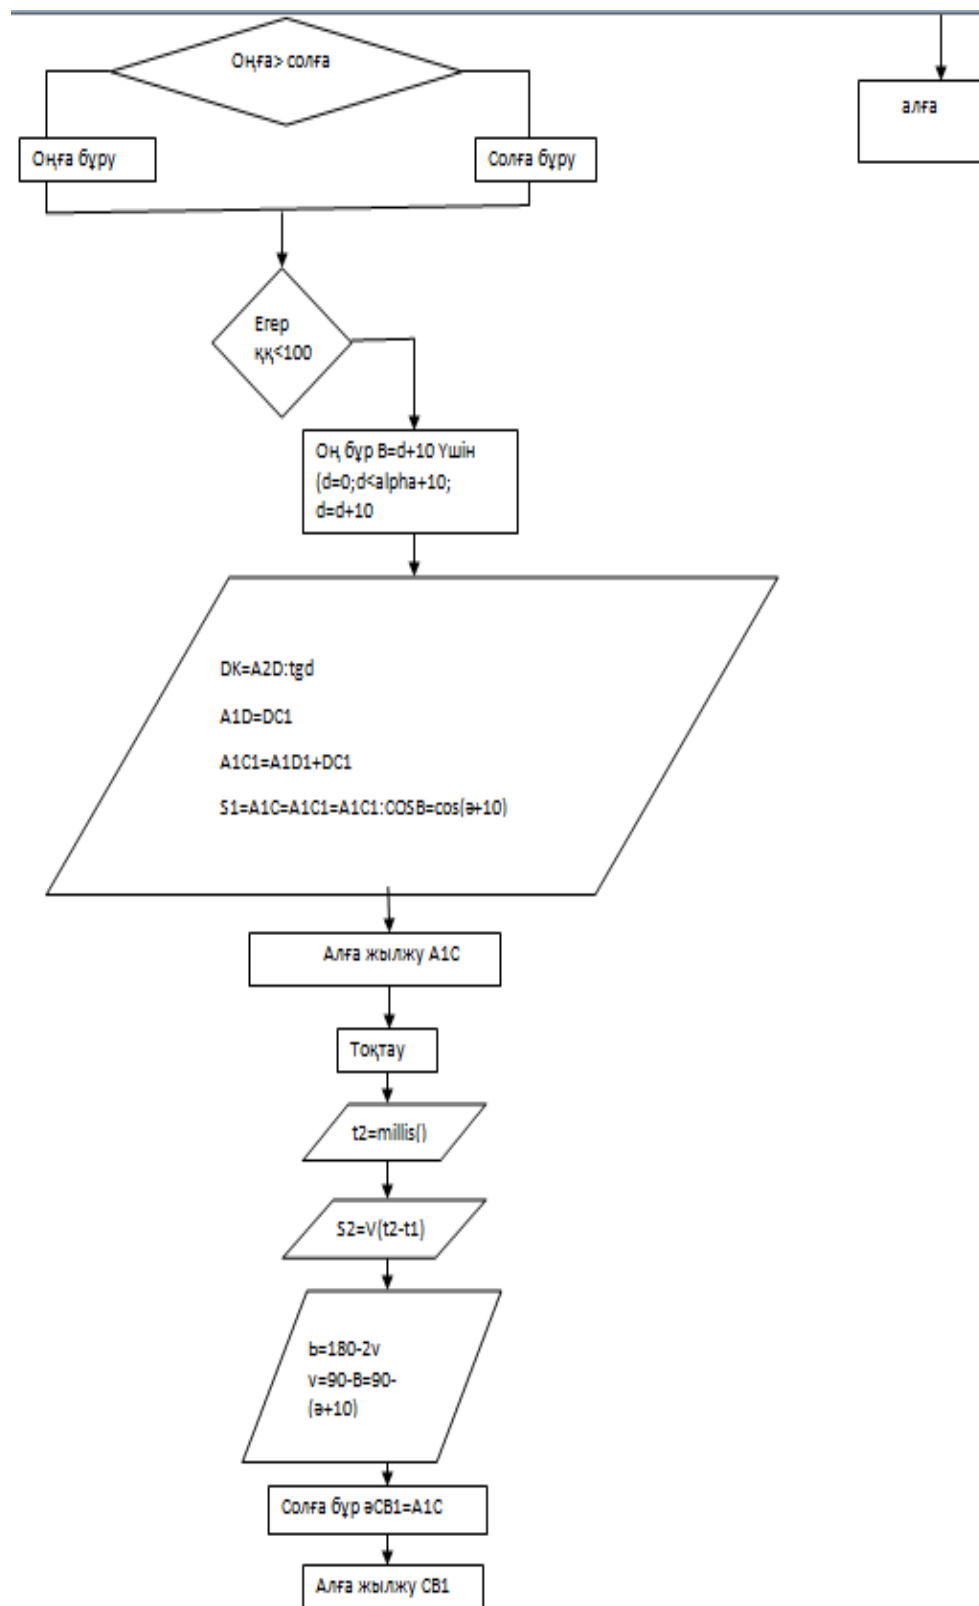 Оңға> солға
алға
Оңға бұру
Солға бұру
Егер
ққ<100
Оң бұр B=d+10 Үшін
(d=0;d<alpha+10;
d=d+10
DK=A2D:tgd
A1D=DC1
A1C1=A1D1+DC1
S1=A1C=A1C1=A1C1:COSB=cos(ə+10)
Алға жылжу A1C
Тоқтау
t2=millis()
S2=V(t2-t1)
b=180-2v
v=90-B=90-
(ə+10)
Солға бұр əCB1=A1C
Алға жылжу CB1